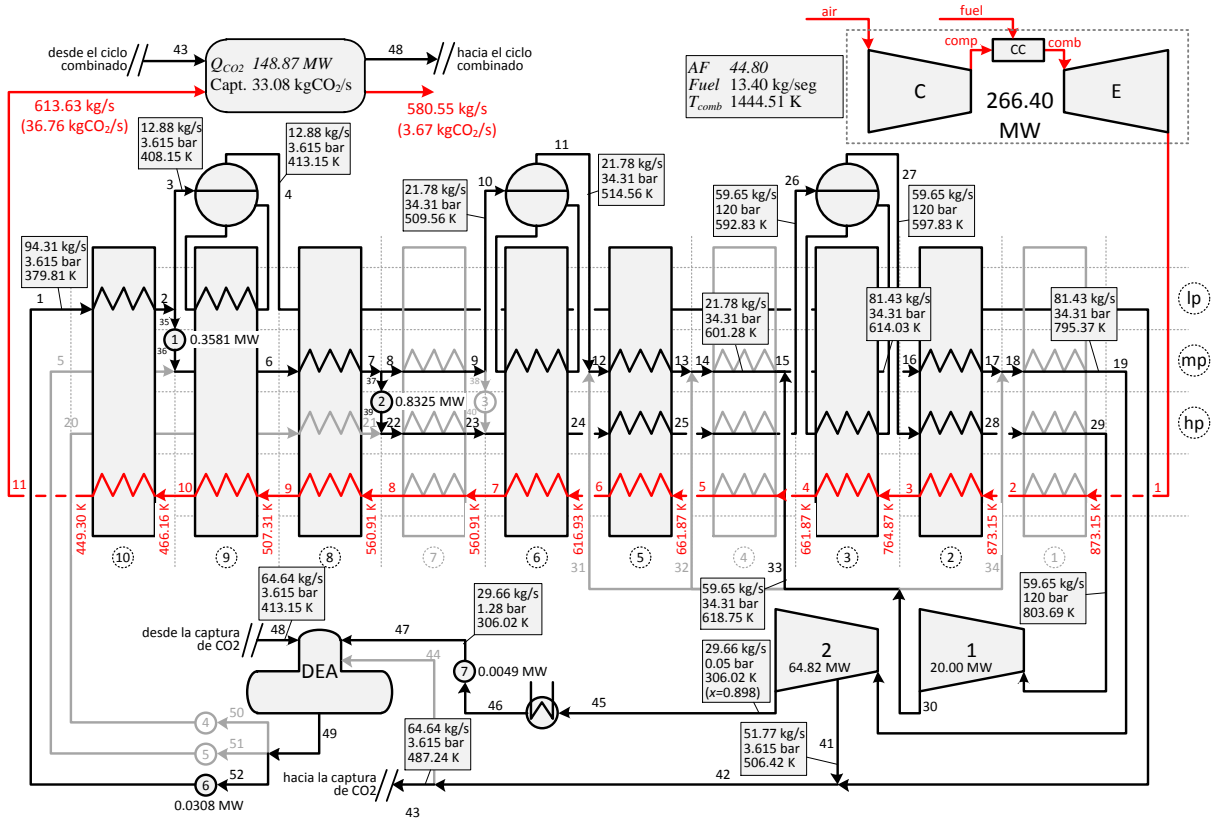 air
fuel
desde el ciclo
combinado
43
Q_CO2 148.87 MW
Capt. 33.08 kgCO2/s
48
hacia el ciclo
combinado
AF 44.80
Fuel 13.40 kg/seg
T_comb 1444.51 K
comp
CC
comb
C
266.40
MW
E
613.63 kg/s
(36.76 kgCO2/s)
580.55 kg/s
(3.67 kgCO2/s)
12.88 kg/s
3.615 bar
408.15 K
12.88 kg/s
3.615 bar
413.15 K
3
4
11
21.78 kg/s
34.31 bar
509.56 K
10
21.78 kg/s
34.31 bar
514.56 K
59.65 kg/s
120 bar
592.83 K
26
27
59.65 kg/s
120 bar
597.83 K
94.31 kg/s
3.615 bar
379.81 K
1
2
35
1
0.3581 MW
36
21.78 kg/s
34.31 bar
601.28 K
81.43 kg/s
34.31 bar
614.03 K
81.43 kg/s
34.31 bar
795.37 K
lp
5
6
7
8
9
12
13
14
15
16
17
18
19
mp
37
38
2
0.8325 MW
3
39
40
20
21
22
23
24
25
28
29
hp
11
10
9
8
7
6
5
4
3
2
1
449.30 K
466.16 K
507.31 K
560.91 K
560.91 K
616.93 K
661.87 K
661.87 K
764.87 K
873.15 K
873.15 K
10
9
8
7
6
5
4
3
2
1
31
32
33
34
64.64 kg/s
3.615 bar
413.15 K
48
desde la captura
de CO2
DEA
44
47
29.66 kg/s
1.28 bar
306.02 K
7
0.0049 MW
59.65 kg/s
34.31 bar
618.75 K
59.65 kg/s
120 bar
803.69 K
2
64.82 MW
1
20.00 MW
29.66 kg/s
0.05 bar
306.02 K
(x=0.898)
46
45
30
4
50
5
51
49
6
52
0.0308 MW
64.64 kg/s
3.615 bar
487.24 K
hacia la captura
de CO2
43
42
51.77 kg/s
3.615 bar
506.42 K
41